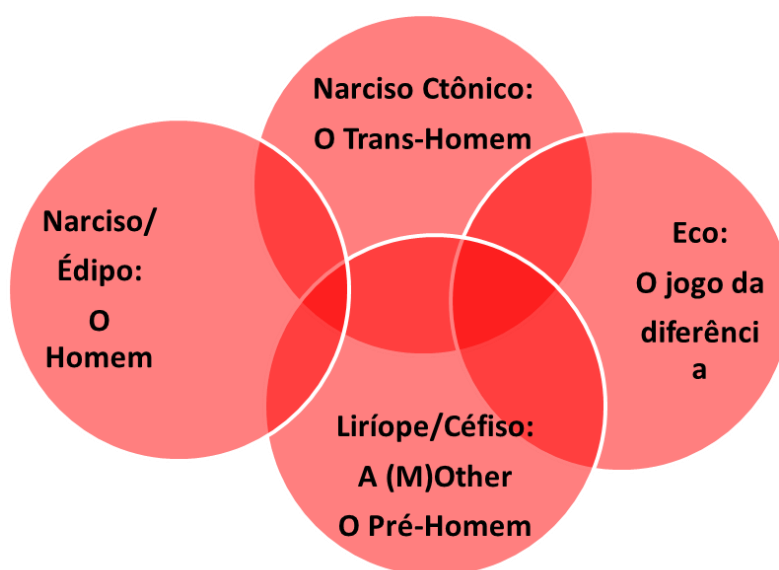 Narciso Ctônico:
O Trans-Homem
Narciso/
Édipo:
O
Homem
Eco:
O jogo da
diferênci
a
Liríope/Céfiso:
A (M)Other
O Pré-Homem